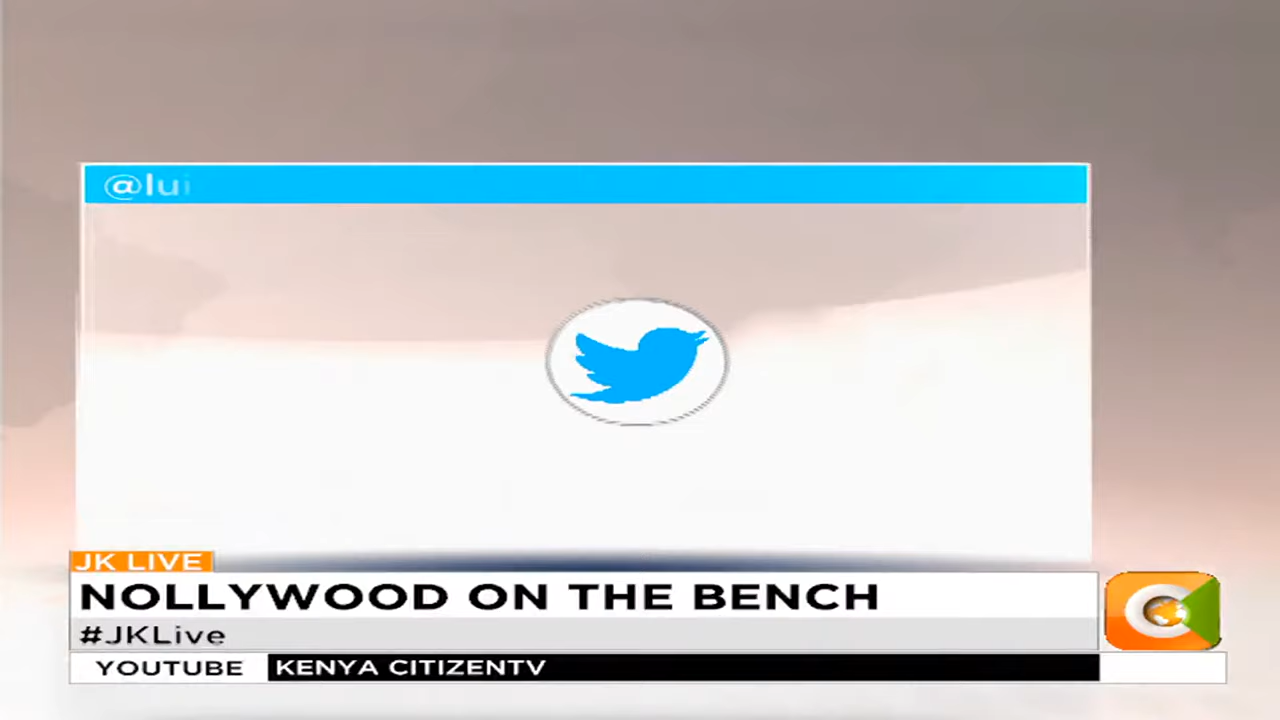 @lui
JK LIVE
NOLLYWOOD ON THE BENCH
#JKLive
YOUTUBE KENYA CITIZENTV